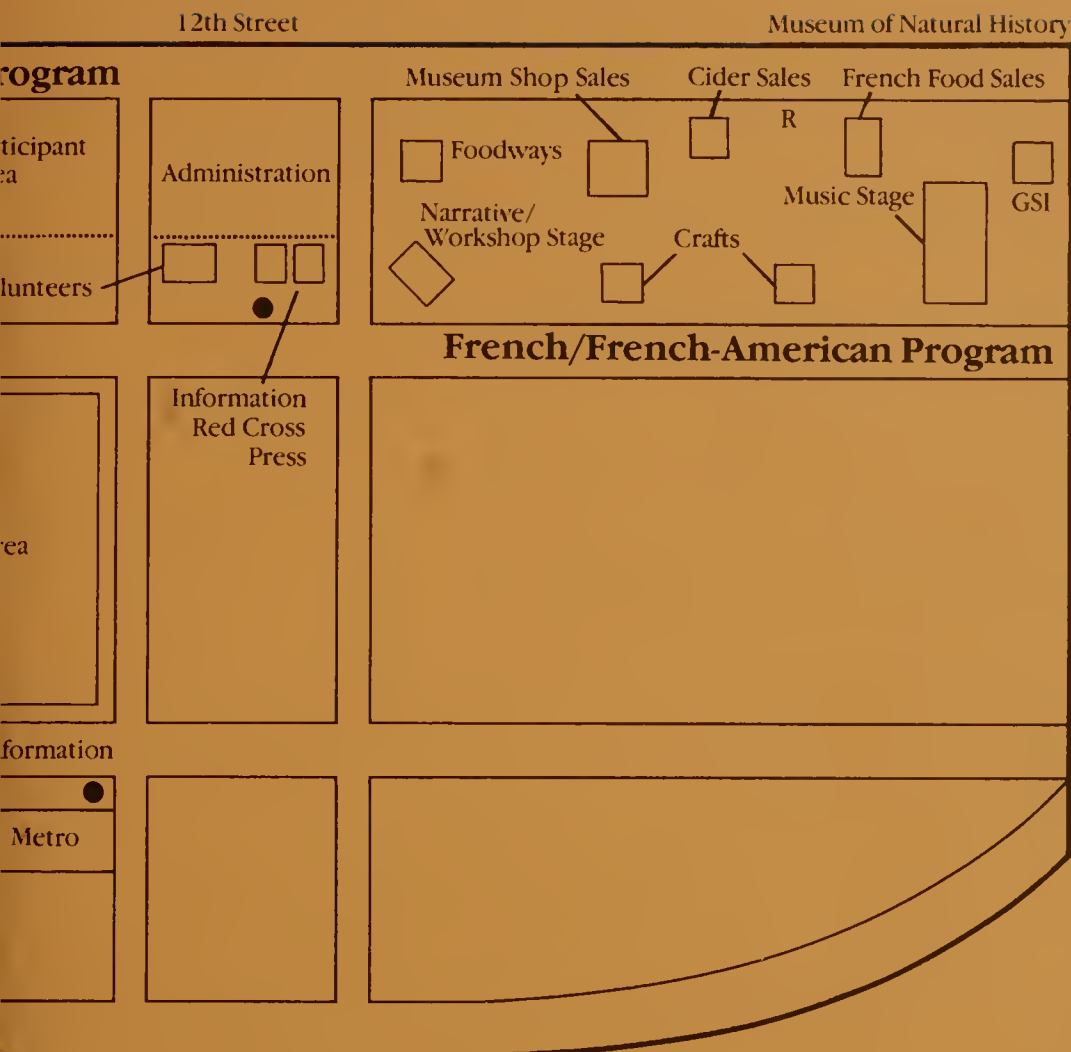 12th Street
Museum of Natural History
rogram
Museum Shop Sales
Cider Sales
French Food Sales
R
ticipant
ea
Administration
Foodways
Music Stage
GSI
Narrative/
Workshop Stage
Crafts
lunteers
French/French-American Program
Information
Red Cross
Press
rea
formation
Metro